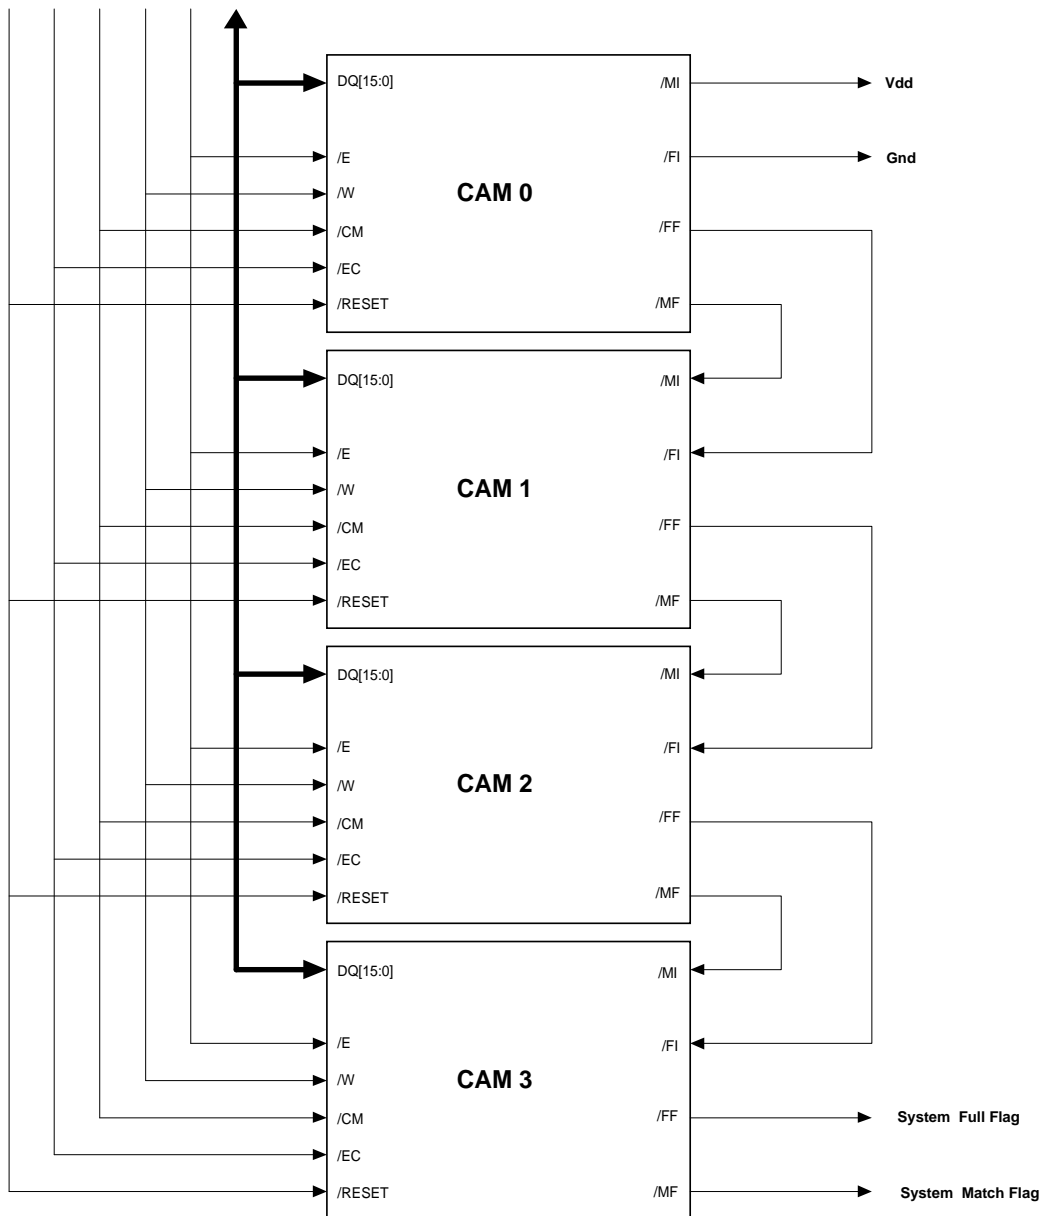 DQ[15:0]
/MI
Vdd
/E
/FI
Gnd
/W
CAM 0
/CM
/FF
/EC
/RESET
/MF
DQ[15:0]
/MI
/E
/FI
/W
CAM 1
/CM
/FF
/EC
/RESET
/MF
DQ[15:0]
/MI
/E
/FI
/W
CAM 2
/CM
/FF
/EC
/RESET
/MF
DQ[15:0]
/MI
/E
/FI
/W
CAM 3
/CM
/FF
System Full Flag
/EC
/RESET
/MF
System Match Flag